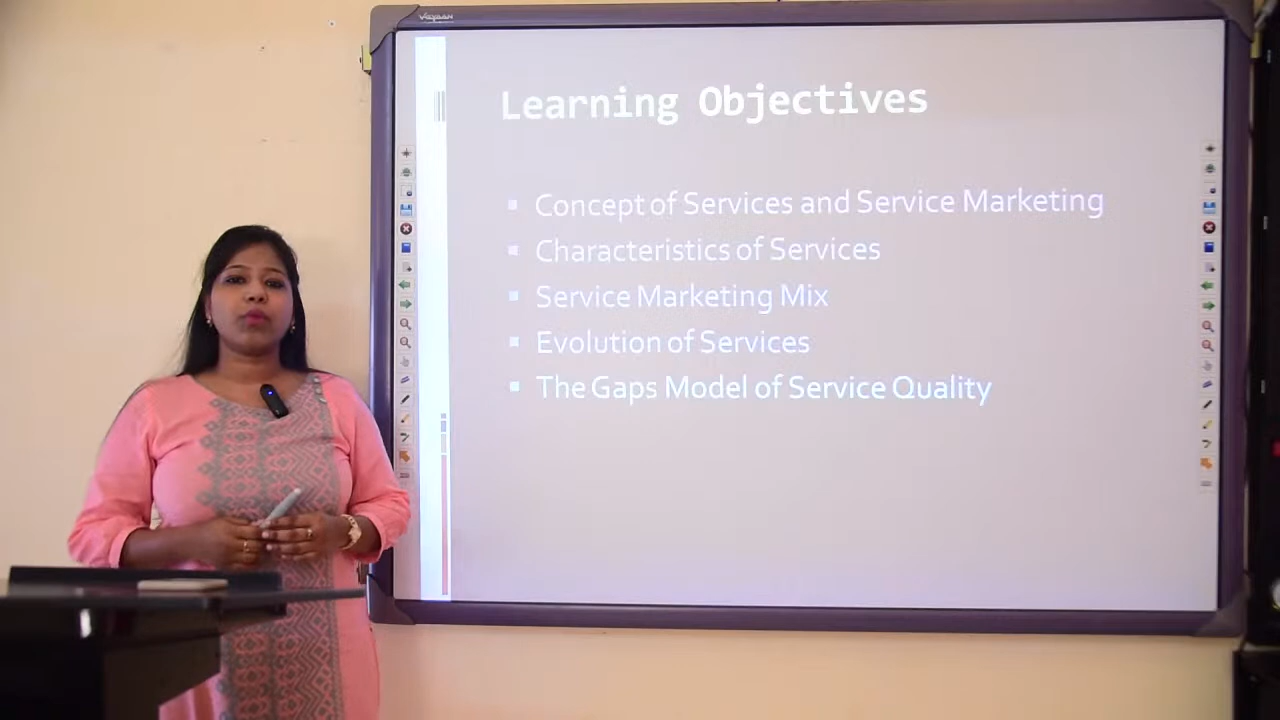 Learning Objectives
Concept of Services and Service Marketing
Characteristics of Services
Service Marketing Mix
Evolution of Services
The Gaps Model of Service Quality